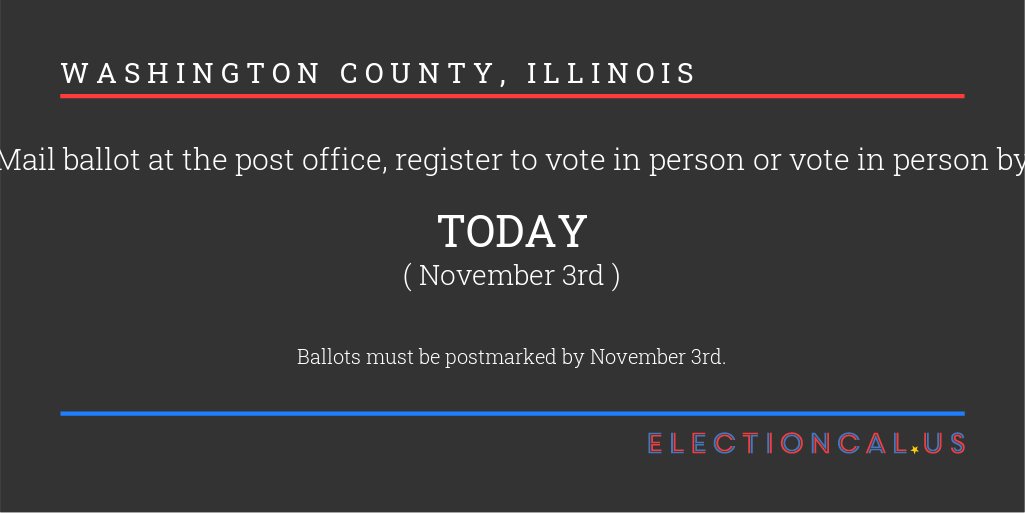 WASHINGTON COUNTY, ILLINOIS
Mail ballot at the post office, register to vote in person or vote in person by
TODAY
( November 3rd )
Ballots must be postmarked by November 3rd.
ELECTIONCAL.US